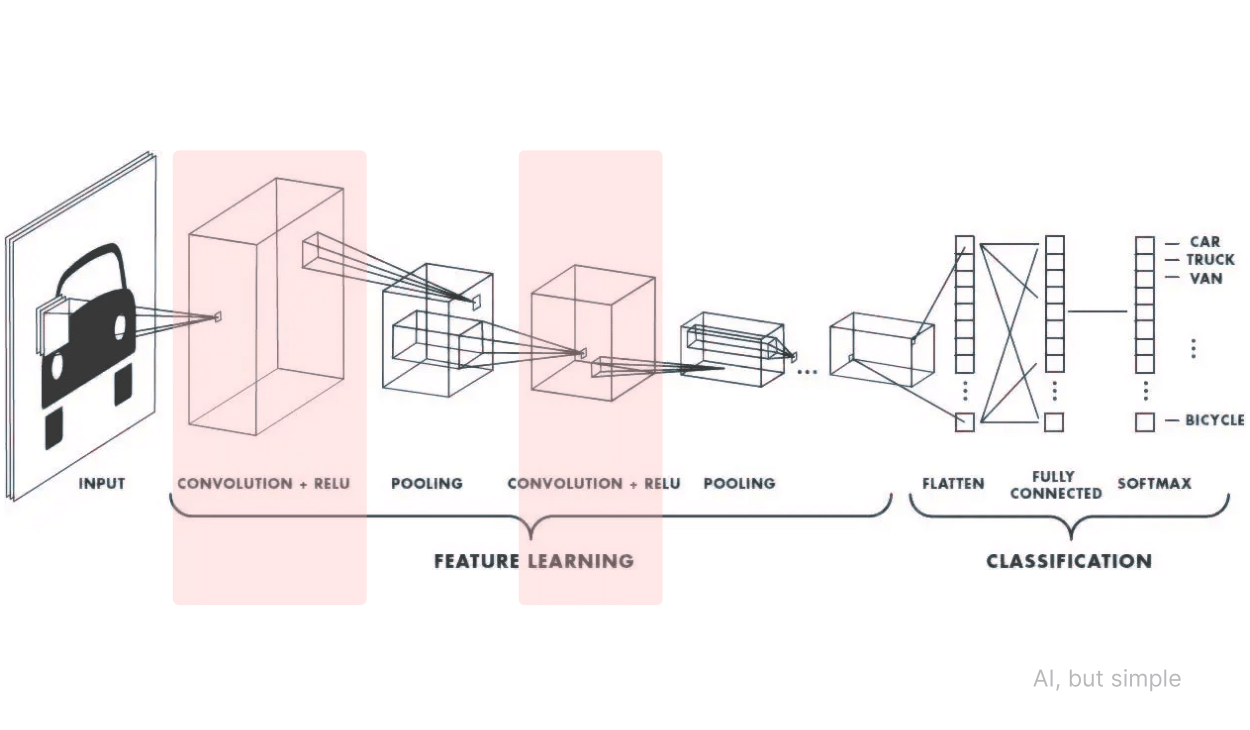 INPUT
CONVOLUTION + RELU
POOLING
CONVOLUTION + RELU
POOLING
FLATTEN
FULLY
CONNECTED
SOFTMAX
CAR
TRUCK
VAN
BICYCLE
FEATURE LEARNING
CLASSIFICATION
AI, but simple